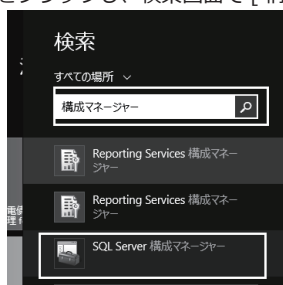 検索
すべての場所
構成マネージャー
Reporting Services 構成マネー
ジャー
Reporting Services 構成マネー
ジャー
SQL Server 構成マネージャー